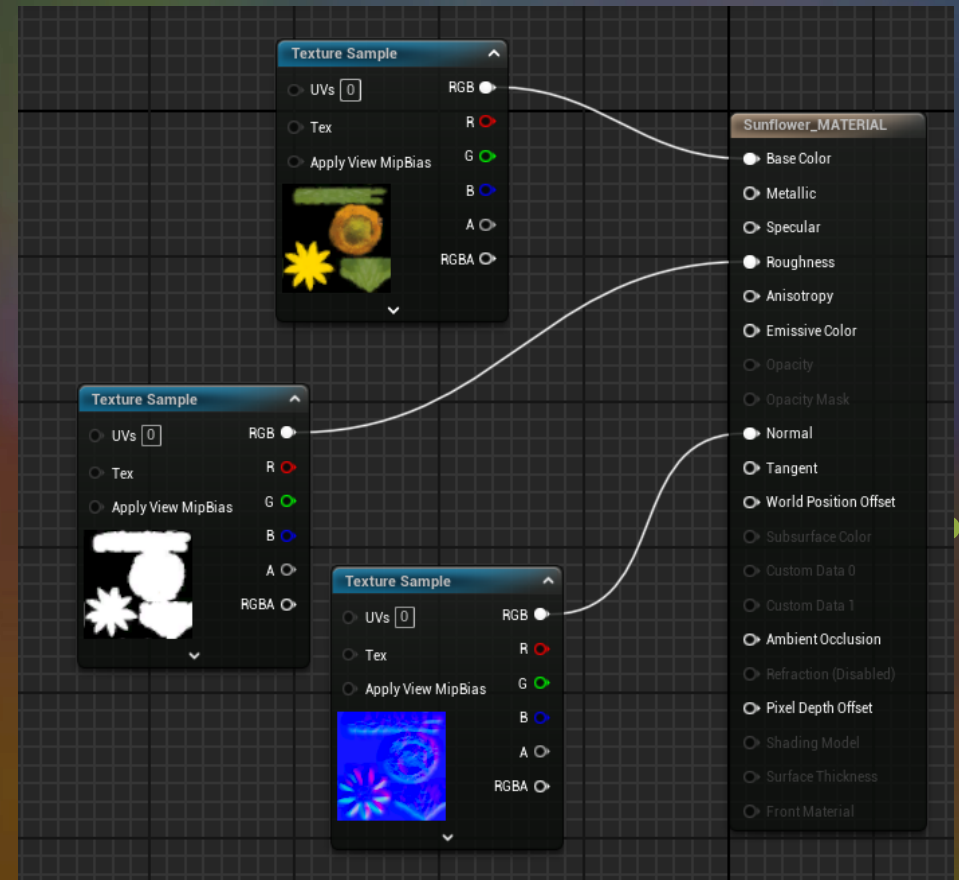 Texture Sample
UVs 0 RGB
Tex R
Apply View MipBias G
B
A
RGBA
Texture Sample
UVs 0 RGB
Tex R
Apply View MipBias G
B
A
RGBA
Texture Sample
UVs 0 RGB
Tex R
Apply View MipBias G
B
A
RGBA
Sunflower_MATERIAL
Base Color
Metallic
Specular
Roughness
Anisotropy
Emissive Color
Opacity
Opacity Mask
Normal
Tangent
World Position Offset
Subsurface Color
Custom Data 0
Custom Data 1
Ambient Occlusion
Refraction (Disabled)
Pixel Depth Offset
Shading Model
Surface Thickness
Front Material